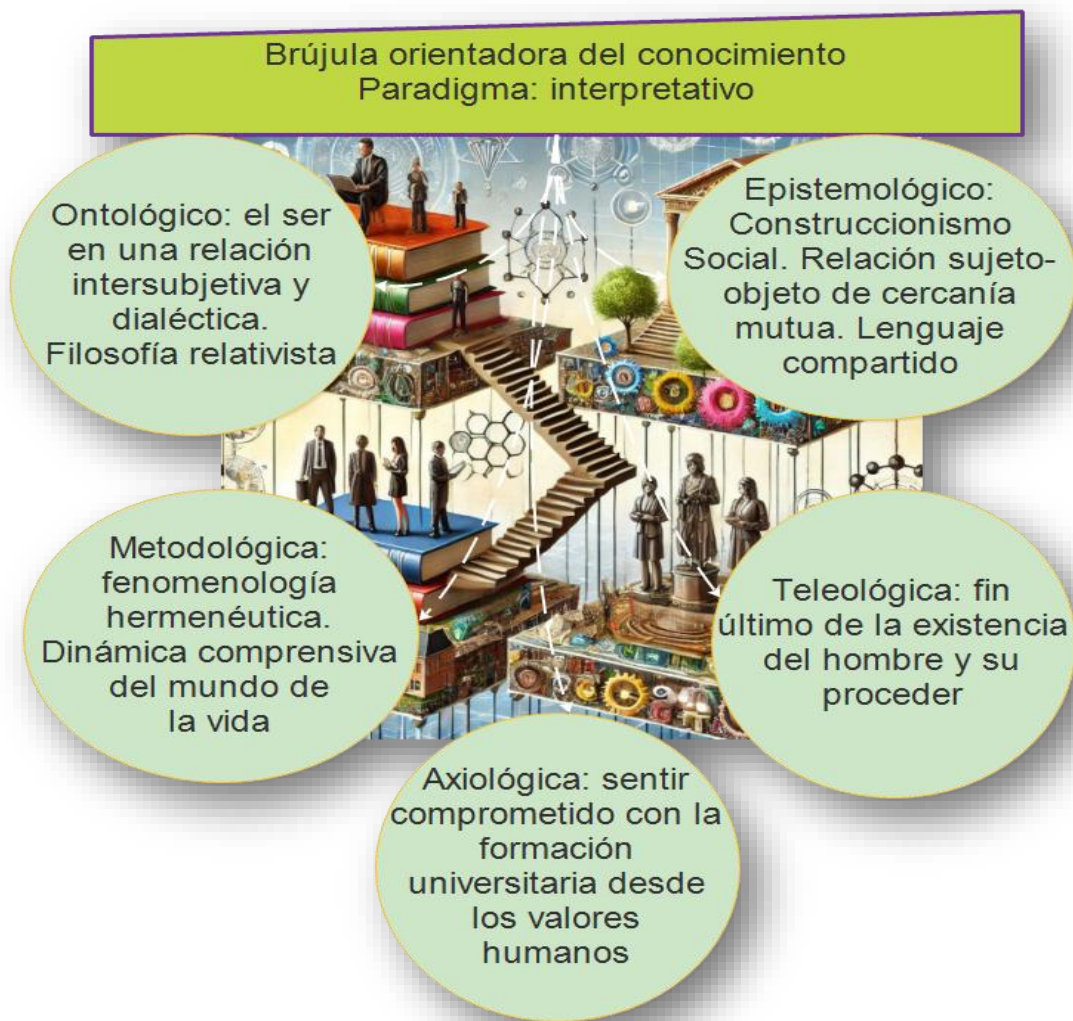 Brújula orientadora del conocimiento
Paradigma: interpretativo
Ontológico: el ser
en una relación
intersubjetiva y
dialéctica.
Filosofía relativista
Epistemológico:
Construccionismo
Social. Relación sujeto-
objeto de cercanía
mutua. Lenguaje
compartido
Metodológica:
fenomenología
hermenéutica.
Dinámica comprensiva
del mundo de
la vida
Teleológica: fin
último de la existencia
del hombre y su
proceder
Axiológica: sentir
comprometido con la
formación
universitaria desde
los valores
humanos